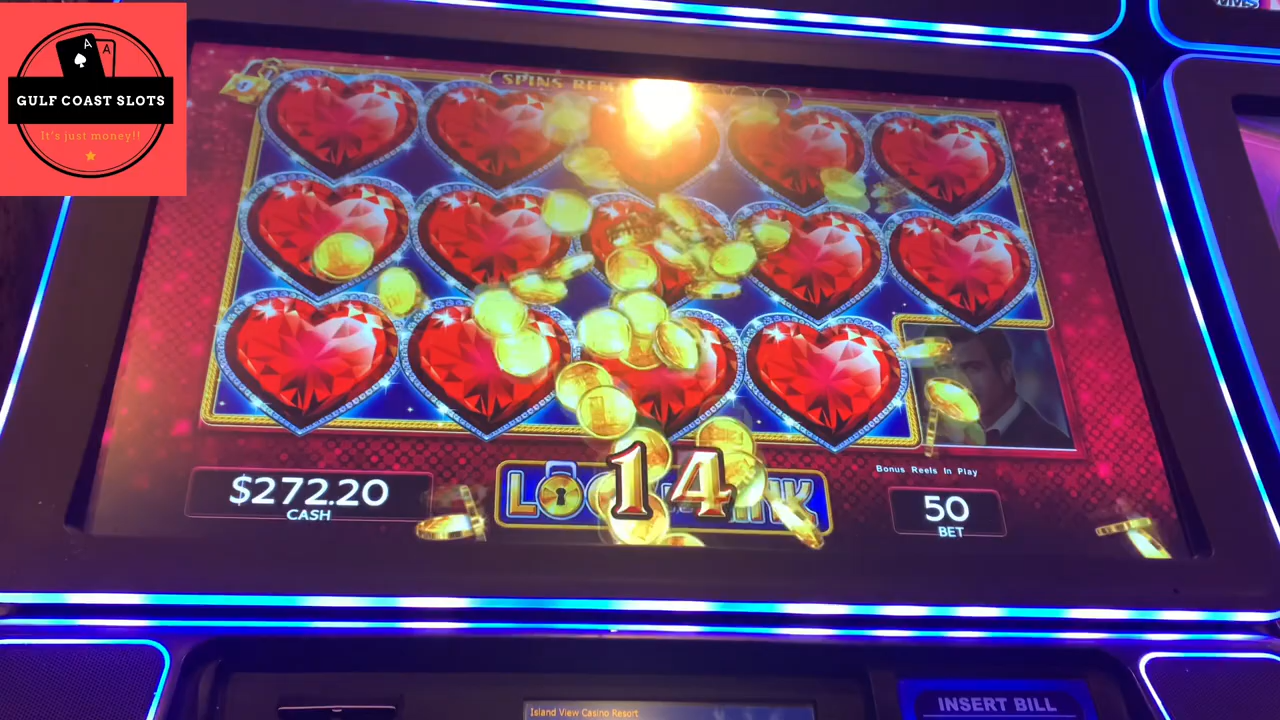 WMS
A
A
GULF COAST SLOTS
It's just money!!
SPINS
Bonus Reels In Play
$272.20
CASH
14
50
BET
INSERT BILL
Island View Casino Resort